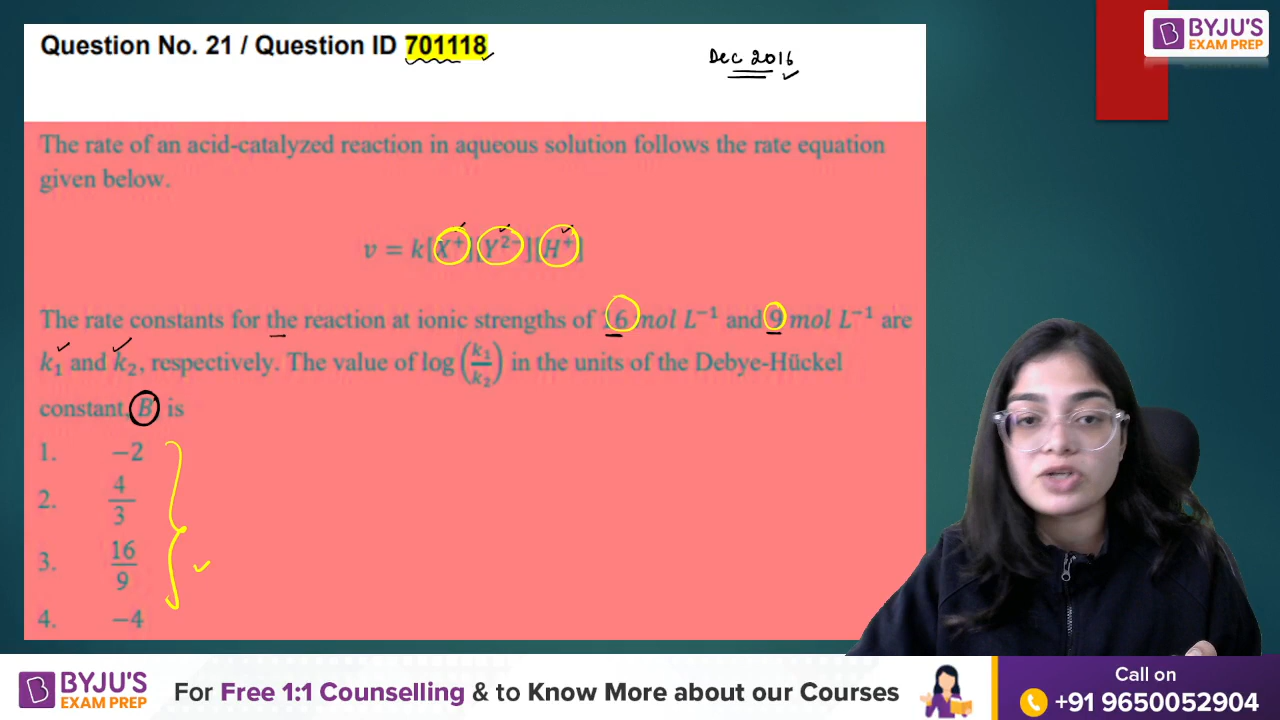 Question No. 21 / Question ID 701118
Dec 2016
BYJU'S
EXAM PREP
The rate of an acid-catalyzed reaction in aqueous solution follows the rate equation
given below.
v = k[X⁺][Y²⁻][H⁺]
The rate constants for the reaction at ionic strengths of 16 mol L⁻¹ and 9 mol L⁻¹ are
k₁ and k₂, respectively. The value of log (k₁/k₂) in the units of the Debye-Hückel
constant, B is
1. −2
2. 4/3
3. 16/9
4. −4
BYJU'S
EXAM PREP
For Free 1:1 Counselling & to Know More about our Courses
Call on
+91 9650052904